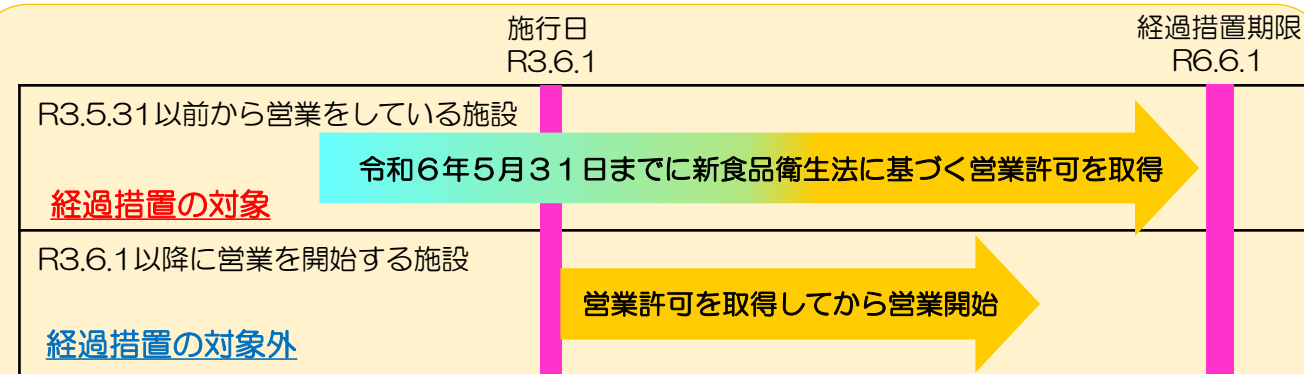 施行日
R3.6.1
経過措置期限
R6.6.1
R3.5.31以前から営業をしている施設
令和６年５月３１日までに新食品衛生法に基づく営業許可を取得
経過措置の対象
R3.6.1以降に営業を開始する施設
営業許可を取得してから営業開始
経過措置の対象外